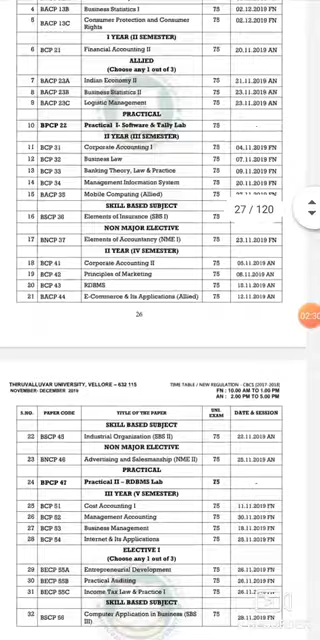 4 BACP 13B Business Statistics I 75 02.12.2019 FN
5 BACP 13C Consumer Protection and Consumer Rights 75 02.12.2019 FN
I YEAR (II SEMESTER)
6 BCP 21 Financial Accounting II 75 20.11.2019 AN
ALLIED
(Choose any 1 out of 3)
7 BACP 23A Indian Economy II 75 21.11.2019 AN
8 BACP 23B Business Statistics II 75 23.11.2019 AN
9 BACP 23C Logistic Management 75 23.11.2019 AN
PRACTICAL
10 BPCP 22 Practical I- Software & Tally Lab 75 -
II YEAR (III SEMESTER)
11 BCP 31 Corporate Accounting I 75 04.11.2019 FN
12 BCP 32 Business Law 75 07.11.2019 FN
13 BCP 33 Banking Theory, Law & Practice 75 09.11.2019 FN
14 BCP 34 Management Information System 75 20.11.2019 FN
15 BACP 35 Mobile Computing (Allied) 75
SKILL BASED SUBJECT
16 BSCP 36 Elements of Insurance (SBS I) 75
27 / 120
NON MAJOR ELECTIVE
17 BNCP 37 Elements of Accountancy (NME I) 75 23.11.2019 FN
II YEAR (IV SEMESTER)
18 BCP 41 Corporate Accounting II 75 05.11.2019 AN
19 BCP 42 Principles of Marketing 75 08.11.2019 AN
20 BCP 43 RDBMS 75 15.11.2019 AN
21 BACP 44 E-Commerce & Its Applications (Allied) 75 12.11.2019 AN
2:30
26
THIRUVALLUVAR UNIVERSITY, VELLORE – 632 115 TIME TABLE / NEW REGULATION - CBCS (2017-2018)
NOVEMBER- DECEMBER 2019 FN : 10.00 AM TO 1.00 PM
AN : 2.00 PM TO 5.00 PM
S.NO. PAPER CODE TITLE OF THE PAPER UNI. EXAM DATE & SESSION
SKILL BASED SUBJECT
22 BSCP 45 Industrial Organization (SBS II) 75 22.11.2019 AN
NON MAJOR ELECTIVE
23 BNCP 46 Advertising and Salesmanship (NME II) 75 25.11.2019 AN
PRACTICAL
24 BPCP 47 Practical II – RDBMS Lab 75 -
III YEAR (V SEMESTER)
25 BCP 51 Cost Accounting I 75 11.11.2019 FN
26 BCP 52 Management Accounting 75 30.11.2019 FN
27 BCP 53 Business Management 75 18.11.2019 FN
28 BCP 54 Internet & Its Applications 75 25.11.2019 FN
ELECTIVE I
(Choose any 1 out of 3)
29 BECP 55A Entrepreneurial Development 75 26.11.2019 FN
30 BECP 55B Practical Auditing 75 26.11.2019 FN
31 BECP 55C Income Tax Law & Practice I 75
SKILL BASED SUBJECT
32 BSCP 56 Computer Application in Business (SBS III) 75 28.11.2019 FN